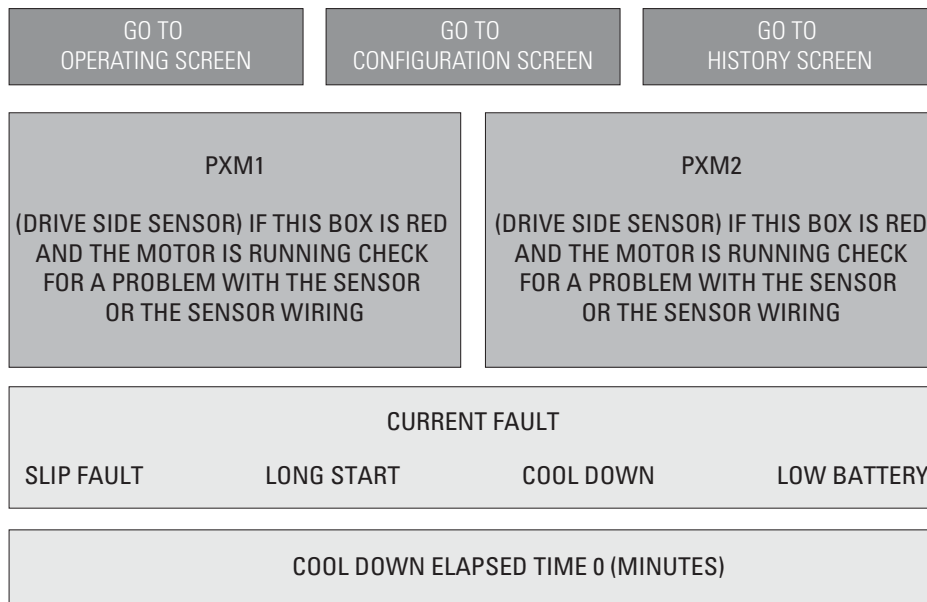 GO TO
OPERATING SCREEN
GO TO
CONFIGURATION SCREEN
GO TO
HISTORY SCREEN
PXM1
(DRIVE SIDE SENSOR) IF THIS BOX IS RED
AND THE MOTOR IS RUNNING CHECK
FOR A PROBLEM WITH THE SENSOR
OR THE SENSOR WIRING
PXM2
(DRIVE SIDE SENSOR) IF THIS BOX IS RED
AND THE MOTOR IS RUNNING CHECK
FOR A PROBLEM WITH THE SENSOR
OR THE SENSOR WIRING
CURRENT FAULT
SLIP FAULT LONG START COOL DOWN LOW BATTERY
COOL DOWN ELAPSED TIME 0 (MINUTES)